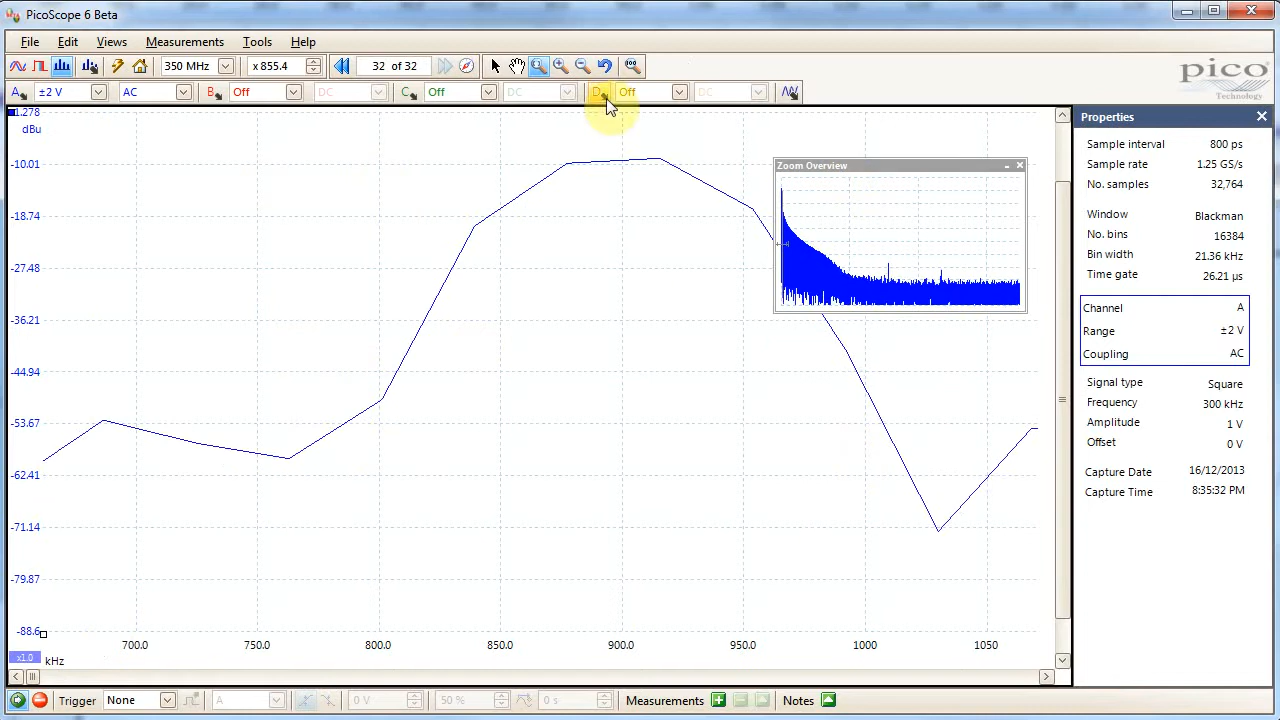 PicoScope 6 Beta
File Edit Views Measurements Tools Help
350 MHz x 855.4 32 of 32 100
A ±2 V AC B Off DC C Off DC D Off DC
pico
Technology
1.278
dBu
-10.01
-18.74
-27.48
-36.21
-44.94
-53.67
-62.41
-71.14
-79.87
-88.6
x1.0
kHz
700.0 750.0 800.0 850.0 900.0 950.0 1000 1050
Zoom Overview
Properties
Sample interval 800 ps
Sample rate 1.25 GS/s
No. samples 32,764
Window Blackman
No. bins 16384
Bin width 21.36 kHz
Time gate 26.21 µs
Channel A
Range ±2 V
Coupling AC
Signal type Square
Frequency 300 kHz
Amplitude 1 V
Offset 0 V
Capture Date 16/12/2013
Capture Time 8:35:32 PM
Trigger None A 0 V 50 % 0 s Measurements Notes